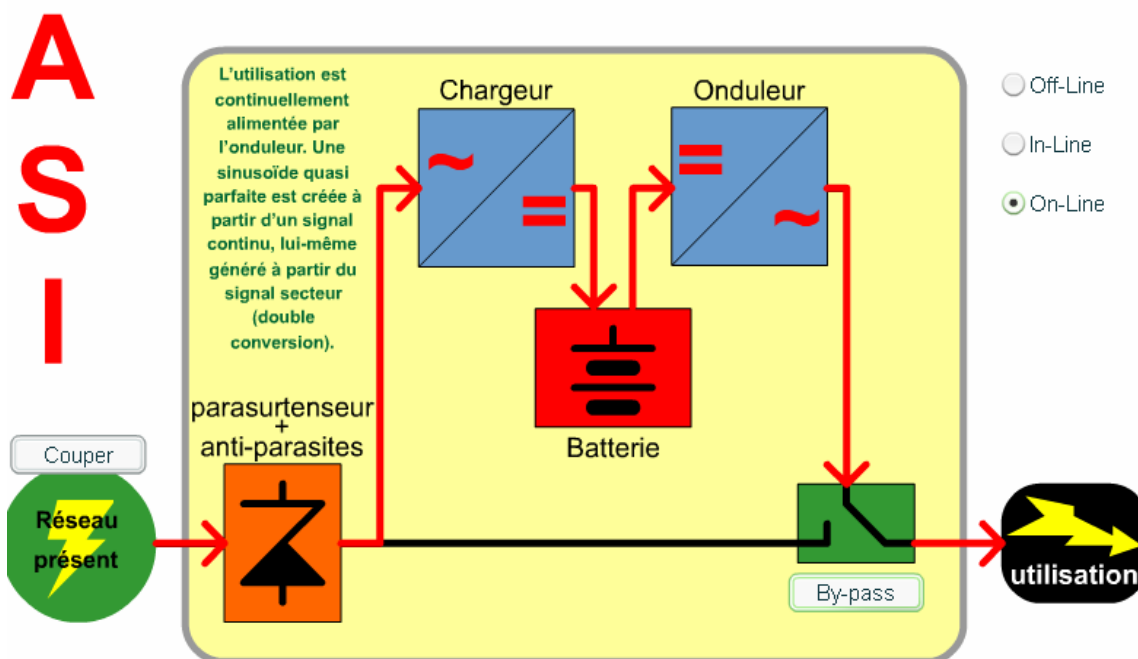 A
S
I
L'utilisation est
continuellement
alimentée par
l'onduleur. Une
sinusoïde quasi
parfaite est créée à
partir d'un signal
continu, lui-même
généré à partir du
signal secteur
(double
conversion).
Chargeur
Onduleur
~
=
=
~
Batterie
parasurtenseur
+
anti-parasites
Couper
Réseau
présent
By-pass
utilisation
Off-Line
In-Line
On-Line